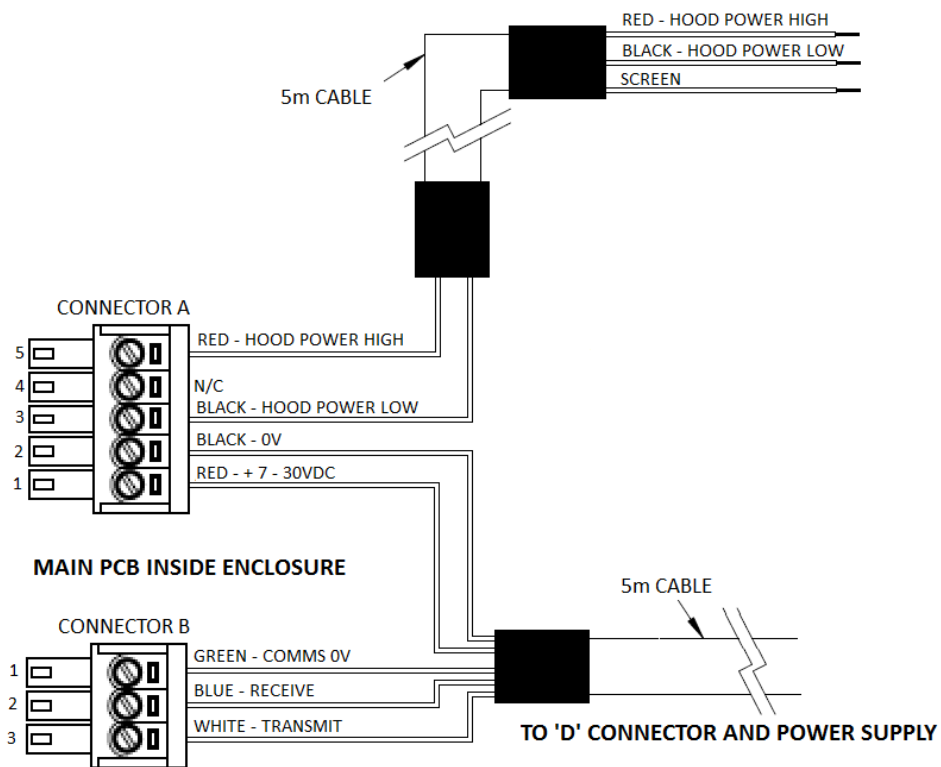 RED - HOOD POWER HIGH
BLACK - HOOD POWER LOW
SCREEN
5m CABLE
CONNECTOR A
5
RED - HOOD POWER HIGH
4
N/C
3
BLACK - HOOD POWER LOW
2
BLACK - 0V
1
RED - + 7 - 30VDC
MAIN PCB INSIDE ENCLOSURE
5m CABLE
CONNECTOR B
1
GREEN - COMMS 0V
2
BLUE - RECEIVE
3
WHITE - TRANSMIT
TO 'D' CONNECTOR AND POWER SUPPLY